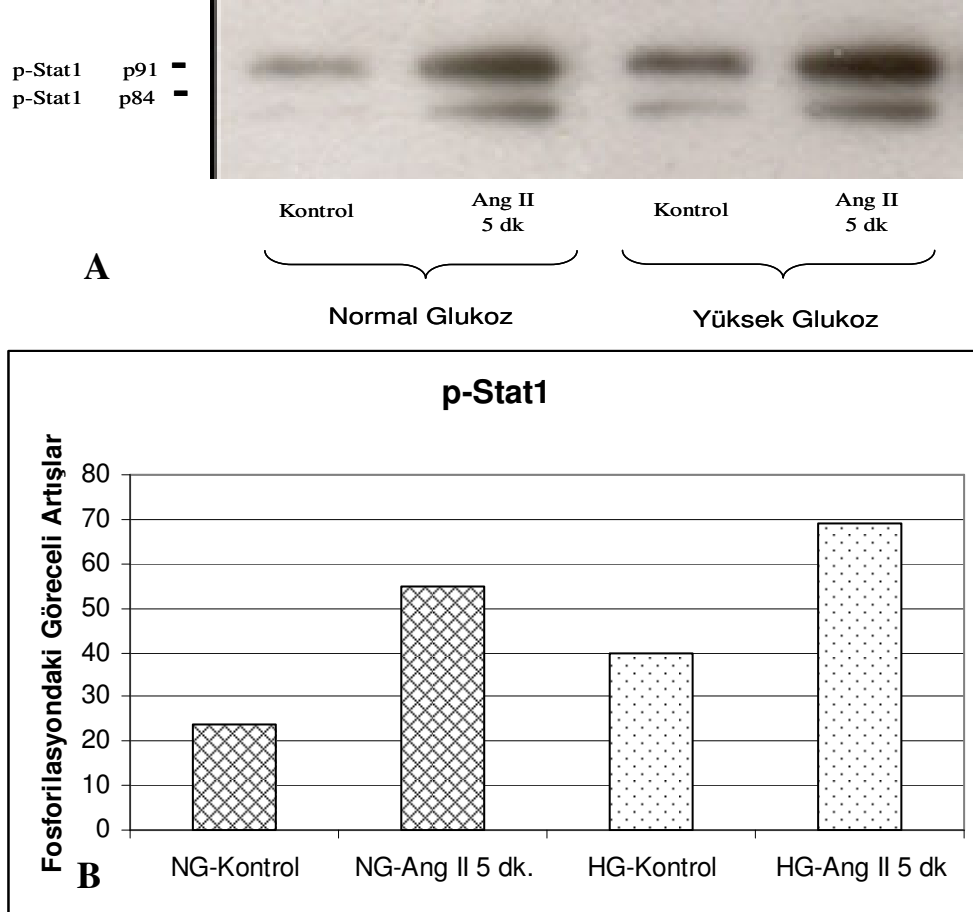 p-Stat1 p91 -
p-Stat1 p84 -
Kontrol Ang II 5 dk Kontrol Ang II 5 dk
A
Normal Glukoz Yüksek Glukoz
p-Stat1
Fosforilasyondaki Göreceli Artışlar
80
70
60
50
40
30
20
10
0
NG-Kontrol NG-Ang II 5 dk. HG-Kontrol HG-Ang II 5 dk
B